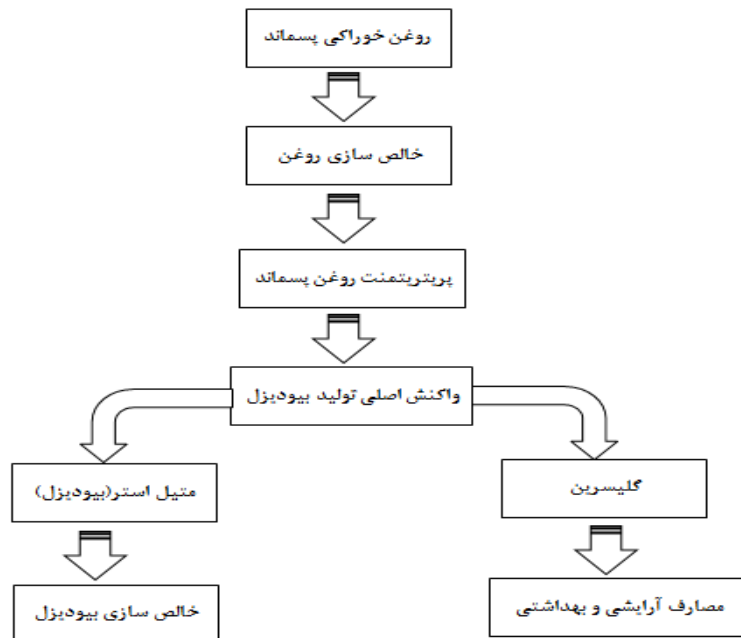 روغن خوراکی پسماند
خالص سازی روغن
پریتریتمنت روغن پسماند
واکنش اصلی تولید بیودیزل
گلیسرین
متیل استر(بیودیزل)
مصارف آرایشی و بهداشتی
خالص سازی بیودیزل